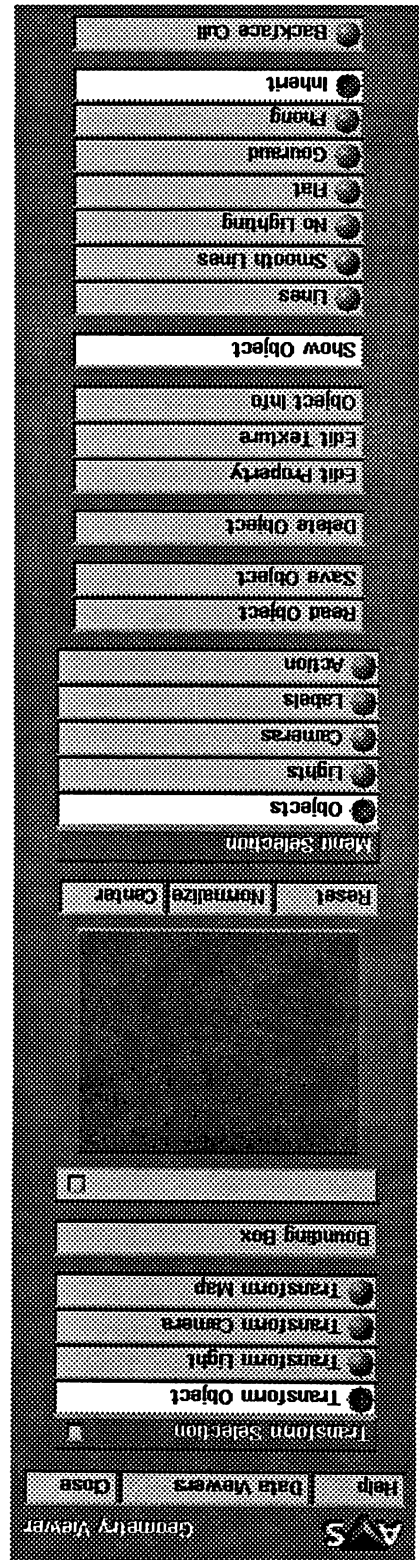 AVS Geometry Viewer
Help Data Viewers Close
Transform Selection
Transform Object
Transform Light
Transform Camera
Transform Map
Bounding Box
Reset Normalize Center
Menu Selection
Objects
Lights
Cameras
Labels
Action
Read Object
Save Object
Delete Object
Edit Property
Edit Texture
Object Info
Show Object
Lines
Smooth Lines
No Lighting
Flat
Gouraud
Phong
Inherit
Backface Cull